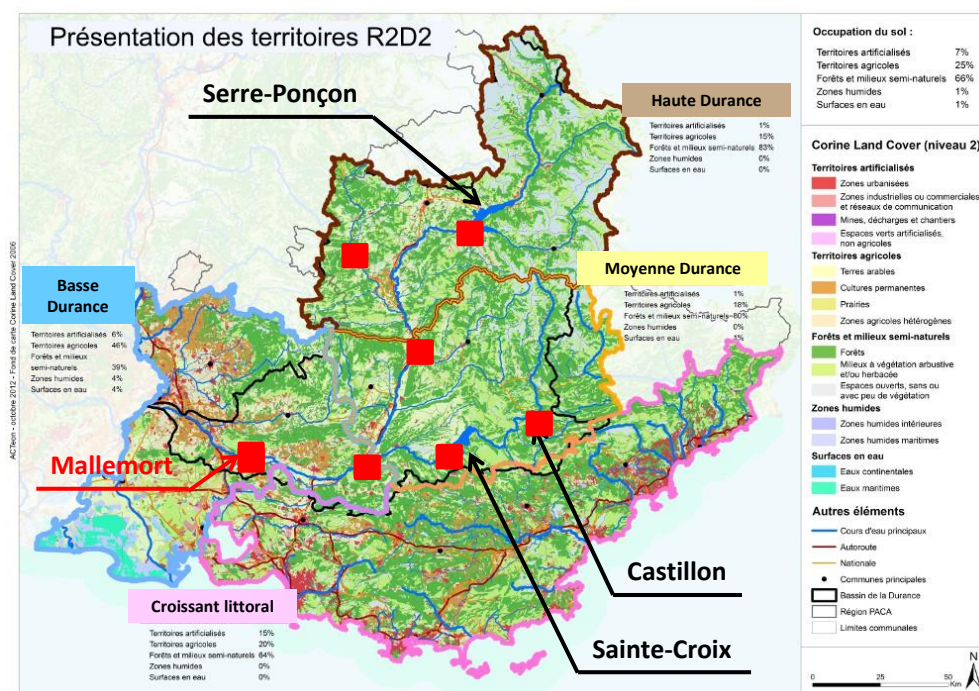 Présentation des territoires R2D2
Serre-Ponçon
Haute Durance
Territoires artificialisés 1%
Territoires agricoles 15%
Forêts et milieux semi-naturels 83%
Zones humides 0%
Surfaces en eau 0%
Basse
Durance
Territoires artificialisés 6%
Territoires agricoles 46%
Forêts et milieux
semi-naturels 39%
Zones humides 4%
Surfaces en eau 4%
Moyenne Durance
Territoires artificialisés 1%
Territoires agricoles 18%
Forêts et milieux semi-naturels 80%
Zones humides 0%
Surfaces en eau 1%
Mallemort
Castillon
Sainte-Croix
Croissant littoral
Territoires artificialisés 15%
Territoires agricoles 20%
Forêts et milieux semi-naturels 64%
Zones humides 0%
Surfaces en eau 0%
ACTeon - octobre 2012 - Fond de carte Corine Land Cover 2006
Occupation du sol :
Territoires artificialisés 7%
Territoires agricoles 25%
Forêts et milieux semi-naturels 66%
Zones humides 1%
Surfaces en eau 1%
Corine Land Cover (niveau 2)
Territoires artificialisés
Zones urbanisées
Zones industrielles ou commerciales
et réseaux de communication
Mines, décharges et chantiers
Espaces verts artificialisés,
non agricoles
Territoires agricoles
Terres arables
Cultures permanentes
Prairies
Zones agricoles hétérogènes
Forêts et milieux semi-naturels
Forêts
Milieux à végétation arbustive
et/ou herbacée
Espaces ouverts, sans ou
avec peu de végétation
Zones humides
Zones humides intérieures
Zones humides maritimes
Surfaces en eau
Eaux continentales
Eaux maritimes
Autres éléments
Cours d'eau principaux
Autoroute
Nationale
Communes principales
Bassin de la Durance
Région PACA
Limites communales
N
0 25 50
Km